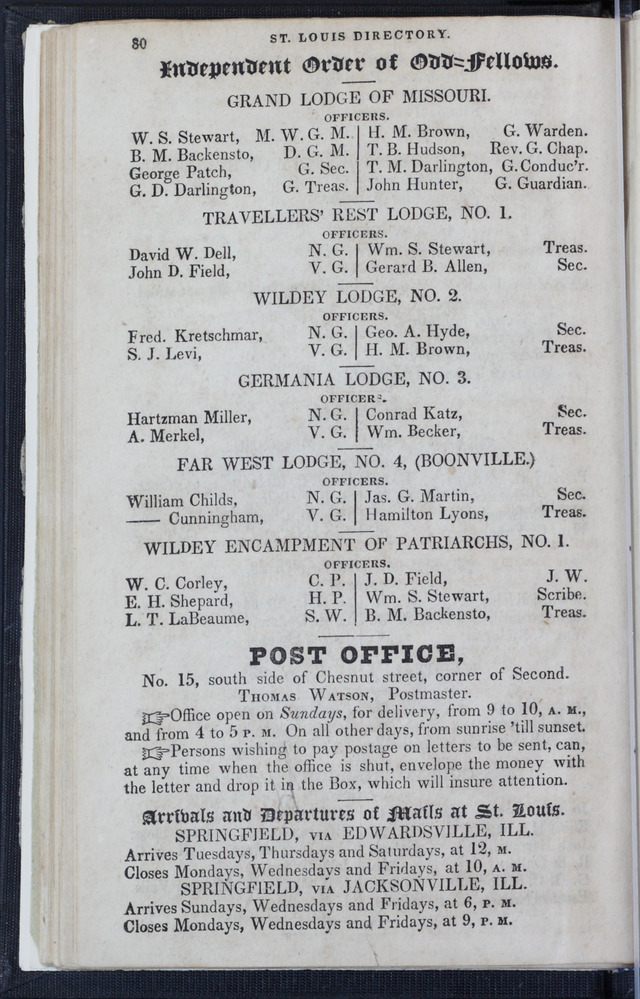 80 ST. LOUIS DIRECTORY.
Independent Order of Odd=Fellows.
GRAND LODGE OF MISSOURI.
OFFICERS.
W. S. Stewart, M. W. G. M. | H. M. Brown, G. Warden.
B. M. Backensto, D. G. M. | T. B. Hudson, Rev. G. Chap.
George Patch, G. Sec. | T. M. Darlington, G. Conduc'r.
G. D. Darlington, G. Treas. | John Hunter, G. Guardian.
TRAVELLERS' REST LODGE, NO. 1.
OFFICERS.
David W. Dell, N. G. | Wm. S. Stewart, Treas.
John D. Field, V. G. | Gerard B. Allen, Sec.
WILDEY LODGE, NO. 2.
OFFICERS.
Fred. Kretschmar, N. G. | Geo. A. Hyde, Sec.
S. J. Levi, V. G. | H. M. Brown, Treas.
GERMANIA LODGE, NO. 3.
OFFICERS.
Hartzman Miller, N. G. | Conrad Katz, Sec.
A. Merkel, V. G. | Wm. Becker, Treas.
FAR WEST LODGE, NO. 4, (BOONVILLE.)
OFFICERS.
William Childs, N. G. | Jas. G. Martin, Sec.
—— Cunningham, V. G. | Hamilton Lyons, Treas.
WILDEY ENCAMPMENT OF PATRIARCHS, NO. 1.
OFFICERS.
W. C. Corley, C. P. | J. D. Field, J. W.
E. H. Shepard, H. P. | Wm. S. Stewart, Scribe.
L. T. LaBeaume, S. W. | B. M. Backensto, Treas.
POST OFFICE,
No. 15, south side of Chesnut street, corner of Second.
THOMAS WATSON, Postmaster.
☞Office open on Sundays, for delivery, from 9 to 10, A. M.,
and from 4 to 5 P. M. On all other days, from sunrise 'till sunset.
☞Persons wishing to pay postage on letters to be sent, can,
at any time when the office is shut, envelope the money with
the letter and drop it in the Box, which will insure attention.
Arrivals and Departures of Mails at St. Louis.
SPRINGFIELD, VIA EDWARDSVILLE, ILL.
Arrives Tuesdays, Thursdays and Saturdays, at 12, M.
Closes Mondays, Wednesdays and Fridays, at 10, A. M.
SPRINGFIELD, VIA JACKSONVILLE, ILL.
Arrives Sundays, Wednesdays and Fridays, at 6, P. M.
Closes Mondays, Wednesdays and Fridays, at 9, P. M.